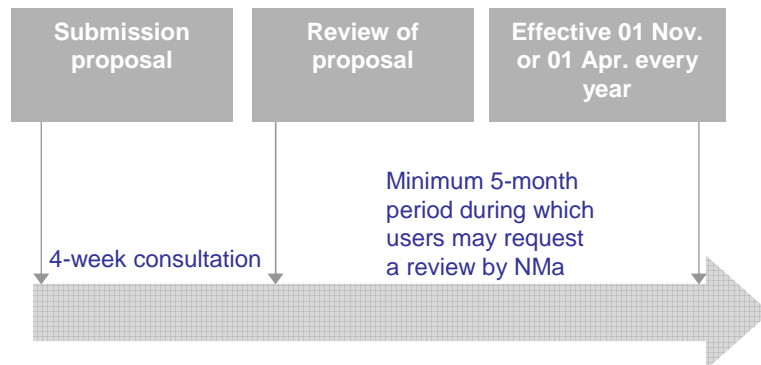 Submission
proposal
Review of
proposal
Effective 01 Nov.
or 01 Apr. every
year
4-week consultation
Minimum 5-month
period during which
users may request
a review by NMa